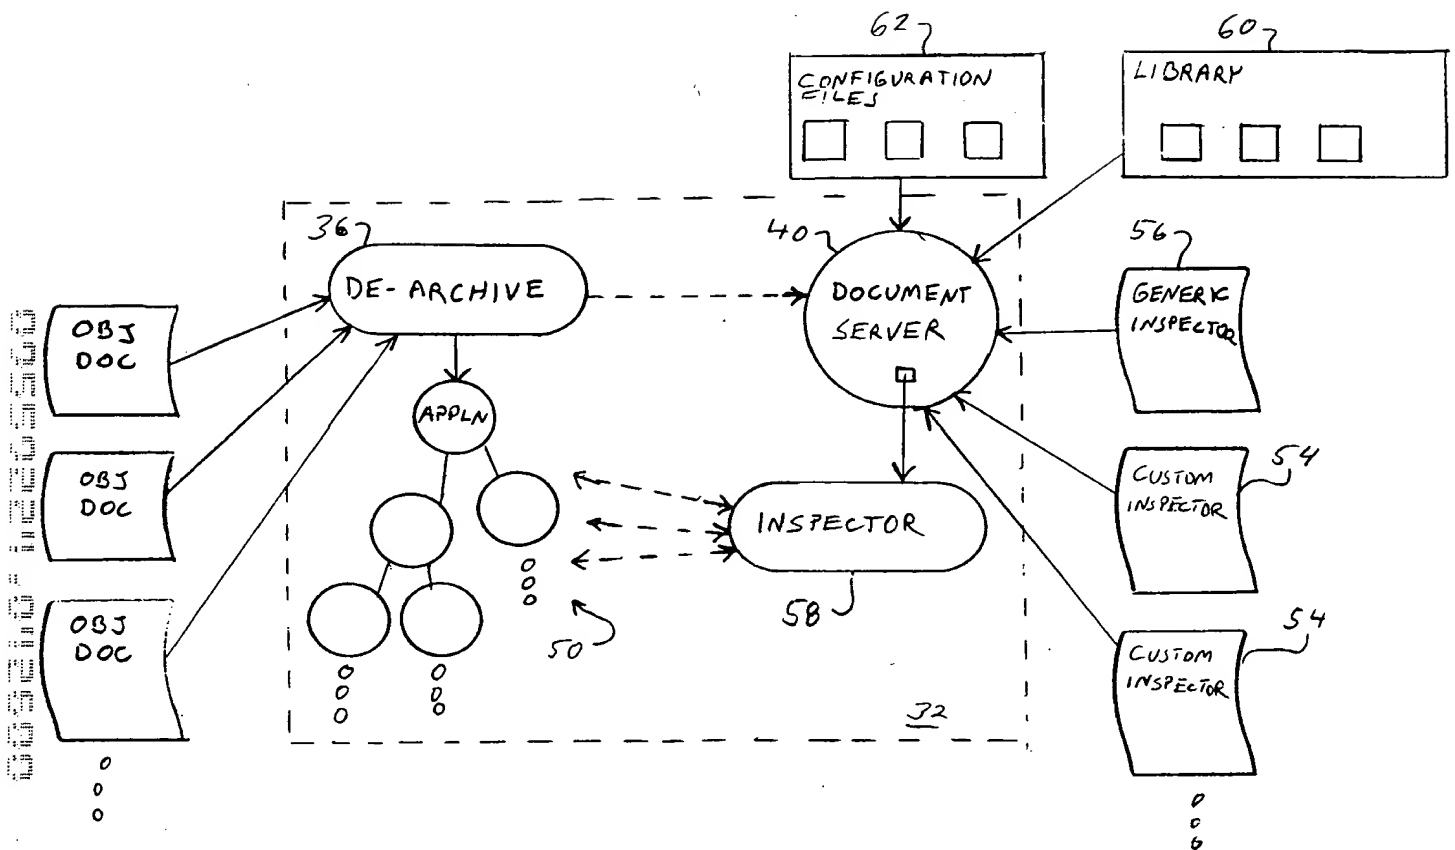 62
60
CONFIGURATION
FILES
LIBRARY
36
40
56
DE-ARCHIVE
DOCUMENT
SERVER
GENERIC
INSPECTOR
OBJ
DOC
APPLN
OBJ
DOC
CUSTOM
INSPECTOR
54
INSPECTOR
58
50
OBJ
DOC
CUSTOM
INSPECTOR
54
32